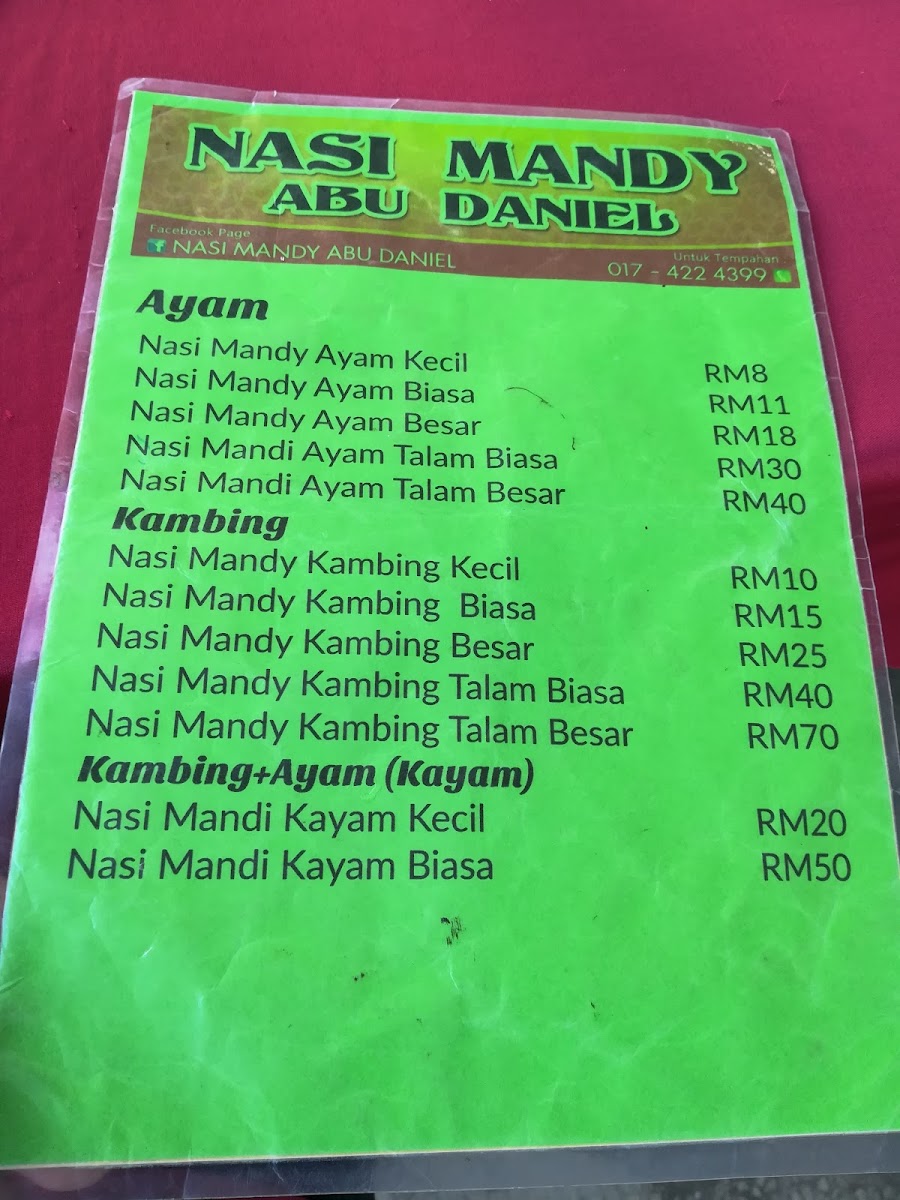 NASI MANDY
ABU DANIEL
Facebook Page
NASI MANDY ABU DANIEL
Untuk Tempahan
017 - 422 4399
Ayam
Nasi Mandy Ayam Kecil RM8
Nasi Mandy Ayam Biasa RM11
Nasi Mandy Ayam Besar RM18
Nasi Mandi Ayam Talam Biasa RM30
Nasi Mandi Ayam Talam Besar RM40
Kambing
Nasi Mandy Kambing Kecil RM10
Nasi Mandy Kambing Biasa RM15
Nasi Mandy Kambing Besar RM25
Nasi Mandy Kambing Talam Biasa RM40
Nasi Mandy Kambing Talam Besar RM70
Kambing+Ayam (Kayam)
Nasi Mandi Kayam Kecil RM20
Nasi Mandi Kayam Biasa RM50